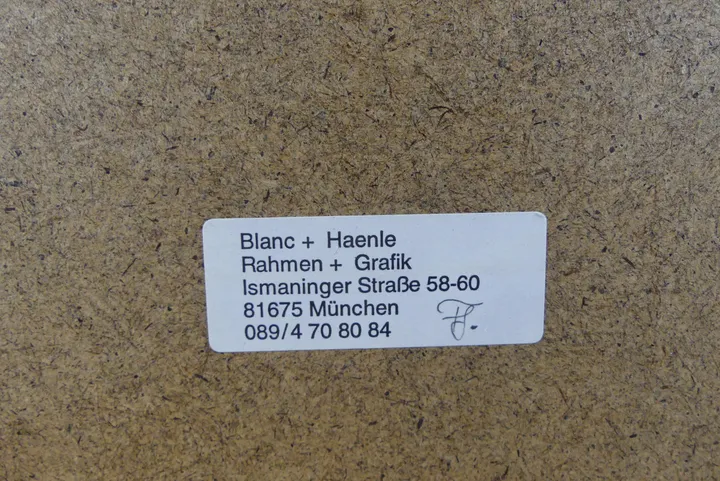 Blanc + Haenle
Rahmen + Grafik
Ismaninger Straße 58-60
81675 München
089/4 70 80 84